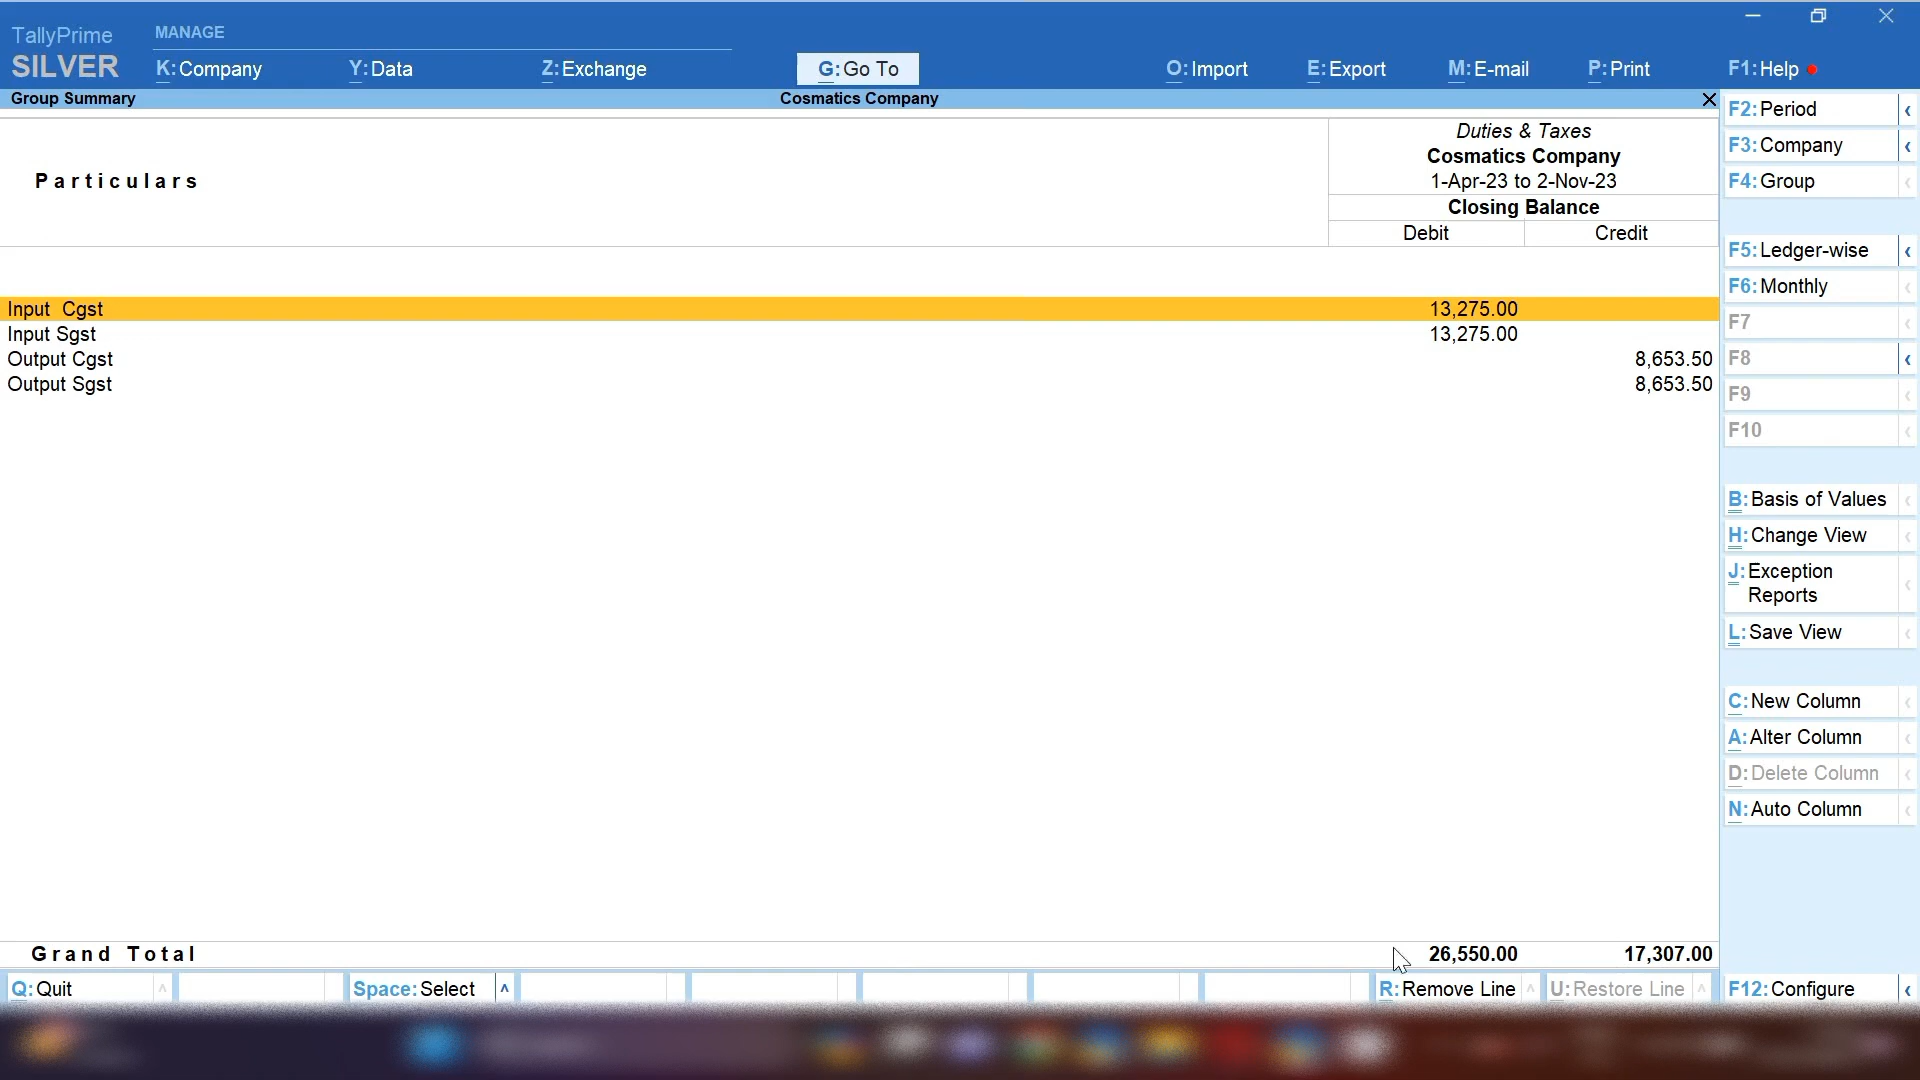 TallyPrime
SILVER
MANAGE
K:Company Y:Data Z:Exchange G:Go To O:Import E:Export M:E-mail P:Print F1:Help
Group Summary Cosmatics Company
Particulars
Duties & Taxes
Cosmatics Company
1-Apr-23 to 2-Nov-23
Closing Balance
Debit Credit
Input Cgst 13,275.00
Input Sgst 13,275.00
Output Cgst 8,653.50
Output Sgst 8,653.50
Grand Total 26,550.00 17,307.00
F2:Period
F3:Company
F4:Group
F5:Ledger-wise
F6:Monthly
F7
F8
F9
F10
B:Basis of Values
H:Change View
J:Exception
Reports
L:Save View
C:New Column
A:Alter Column
D:Delete Column
N:Auto Column
Q:Quit Space:Select R:Remove Line U:Restore Line F12:Configure